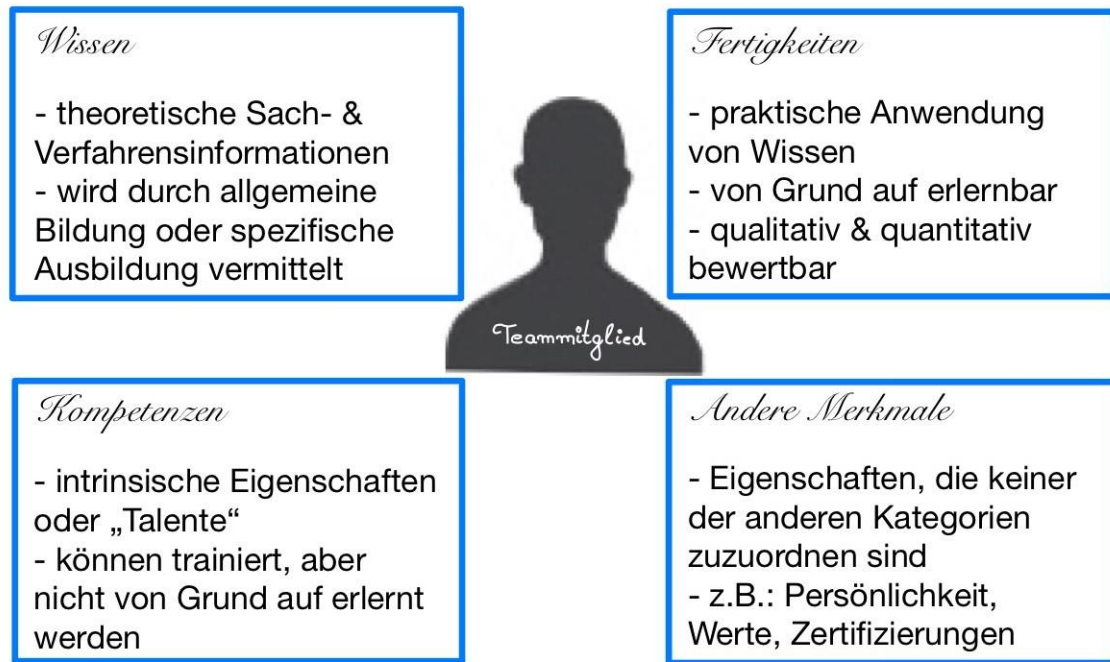 Wissen
- theoretische Sach- &
Verfahrensinformationen
- wird durch allgemeine
Bildung oder spezifische
Ausbildung vermittelt
Fertigkeiten
- praktische Anwendung
von Wissen
- von Grund auf erlernbar
- qualitativ & quantitativ
bewertbar
Teammitglied
Kompetenzen
- intrinsische Eigenschaften
oder „Talente“
- können trainiert, aber
nicht von Grund auf erlernt
werden
Andere Merkmale
- Eigenschaften, die keiner
der anderen Kategorien
zuzuordnen sind
- z.B.: Persönlichkeit,
Werte, Zertifizierungen